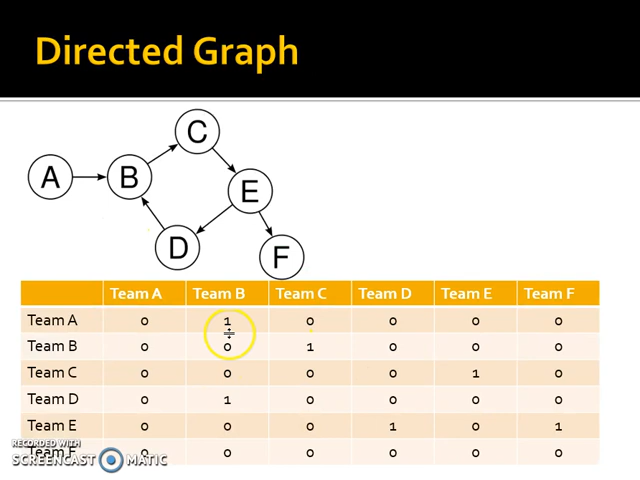 Directed Graph
C
A
B
E
D
F
Team A Team B Team C Team D Team E Team F
Team A 0 1 0 0 0 0
Team B 0 0 1 0 0 0
Team C 0 0 0 0 1 0
Team D 0 1 0 0 0 0
Team E 0 0 0 1 0 1
Team F 0 0 0 0 0 0
RECORDED WITH
SCREENCAST MATIC